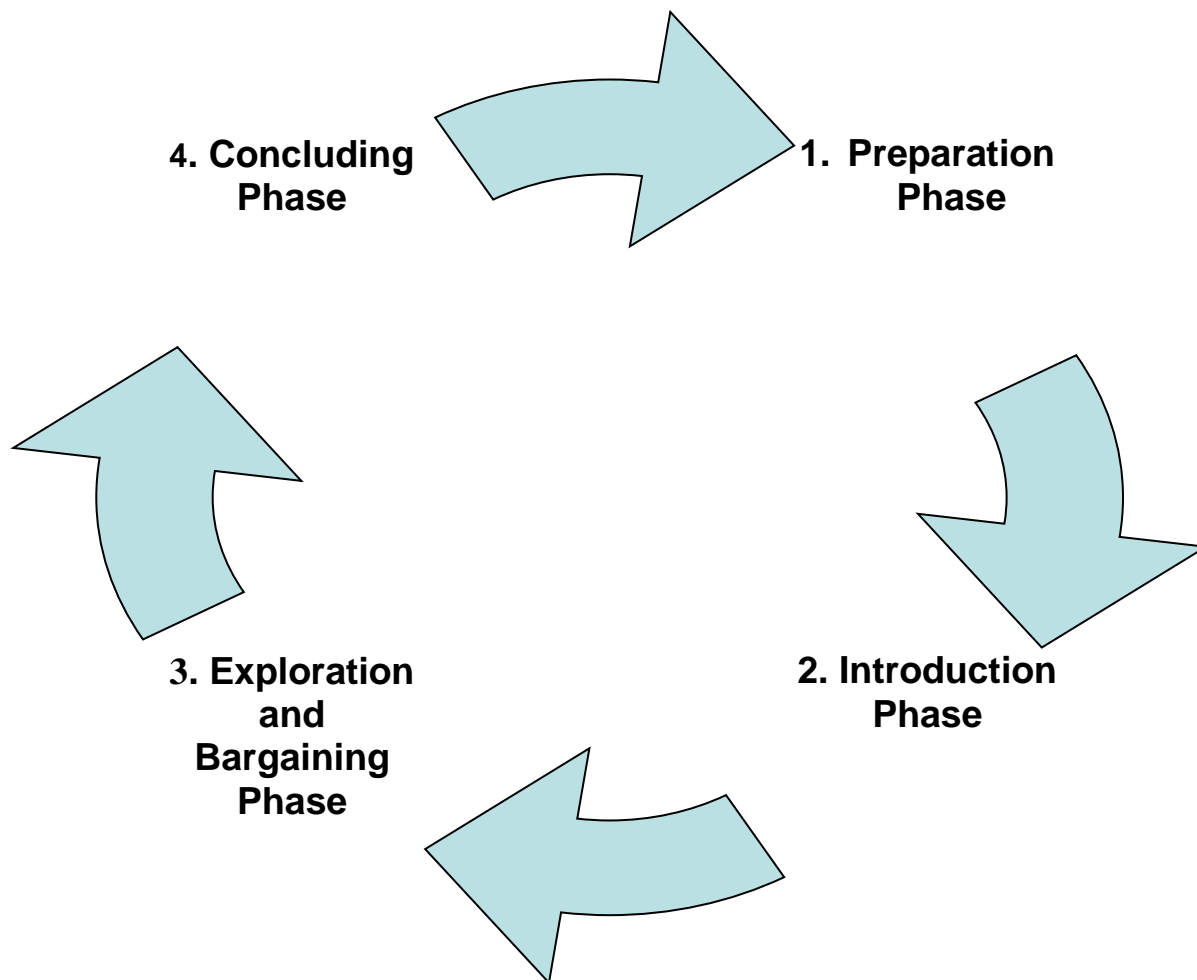 1. Preparation
Phase
2. Introduction
Phase
3. Exploration
and
Bargaining
Phase
4. Concluding
Phase